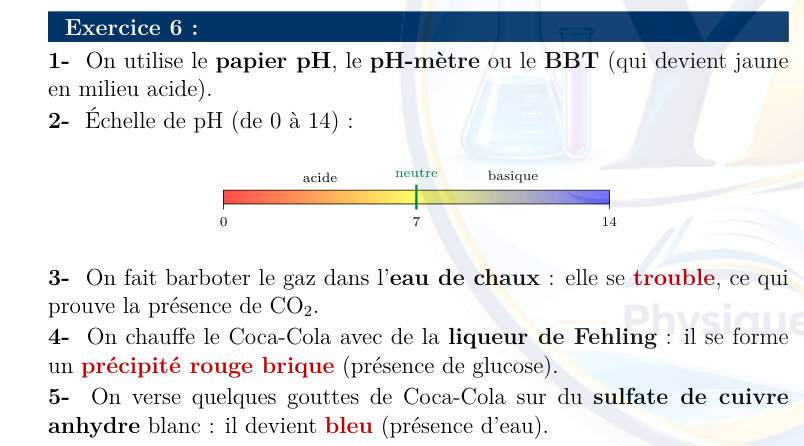 Exercice 6 :
1- On utilise le papier pH, le pH-mètre ou le BBT (qui devient jaune
en milieu acide).
2- Échelle de pH (de 0 à 14) :
acide neutre basique
0 7 14
3- On fait barboter le gaz dans l'eau de chaux : elle se trouble, ce qui
prouve la présence de CO₂.
Physique
4- On chauffe le Coca-Cola avec de la liqueur de Fehling : il se forme
un précipité rouge brique (présence de glucose).
5- On verse quelques gouttes de Coca-Cola sur du sulfate de cuivre
anhydre blanc : il devient bleu (présence d'eau).